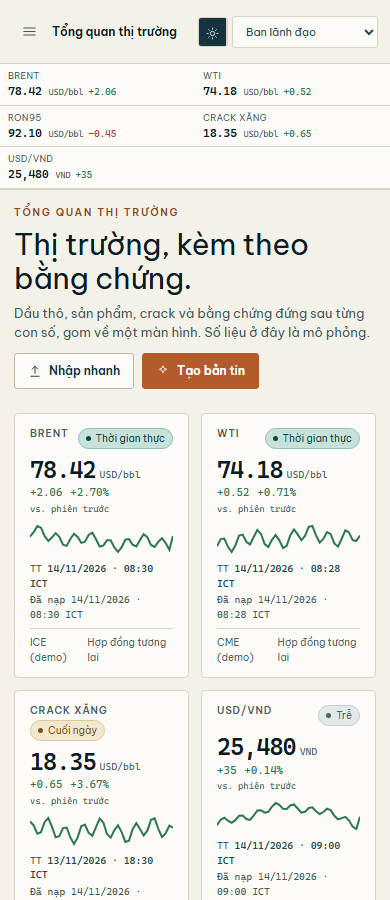 Tổng quan thị trường
Ban lãnh đạo
BRENT
78.42 USD/bbl +2.06
WTI
74.18 USD/bbl +0.52
RON95
92.10 USD/bbl −0.45
CRACK XĂNG
18.35 USD/bbl +0.65
USD/VND
25,480 VND +35
TỔNG QUAN THỊ TRƯỜNG
Thị trường, kèm theo
bằng chứng.
Dầu thô, sản phẩm, crack và bằng chứng đứng sau từng
con số, gom về một màn hình. Số liệu ở đây là mô phỏng.
Nhập nhanh
Tạo bản tin
BRENT
Thời gian thực
78.42 USD/bbl
+2.06 +2.70%
vs. phiên trước
TT 14/11/2026 · 08:30
ICT
Đã nạp 14/11/2026 ·
08:30 ICT
ICE
(demo)
Hợp đồng tương
lai
WTI
Thời gian thực
74.18 USD/bbl
+0.52 +0.71%
vs. phiên trước
TT 14/11/2026 · 08:28
ICT
Đã nạp 14/11/2026 ·
08:28 ICT
CME
(demo)
Hợp đồng tương
lai
CRACK XĂNG
Cuối ngày
18.35 USD/bbl
+0.65 +3.67%
vs. phiên trước
TT 13/11/2026 · 18:30
ICT
Đã nạp 14/11/2026 ·
USD/VND
Trễ
25,480 VND
+35 +0.14%
vs. phiên trước
TT 14/11/2026 · 09:00
ICT
Đã nạp 14/11/2026 ·
09:00 ICT